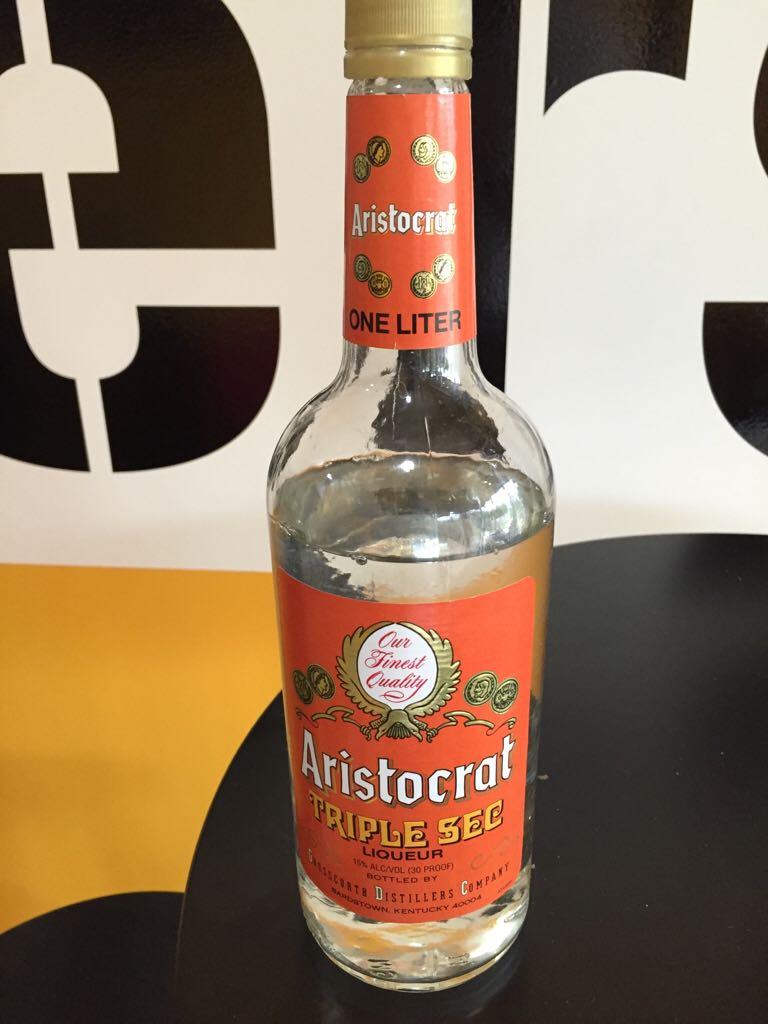 ers
Aristocrat
ONE LITER
Our
Finest
Quality
Aristocrat
TRIPLE SEC
LIQUEUR
15% ALC/VOL (30 PROOF)
BOTTLED BY
DISTILLERS COMPANY
BARDSTOWN, KENTUCKY 40004